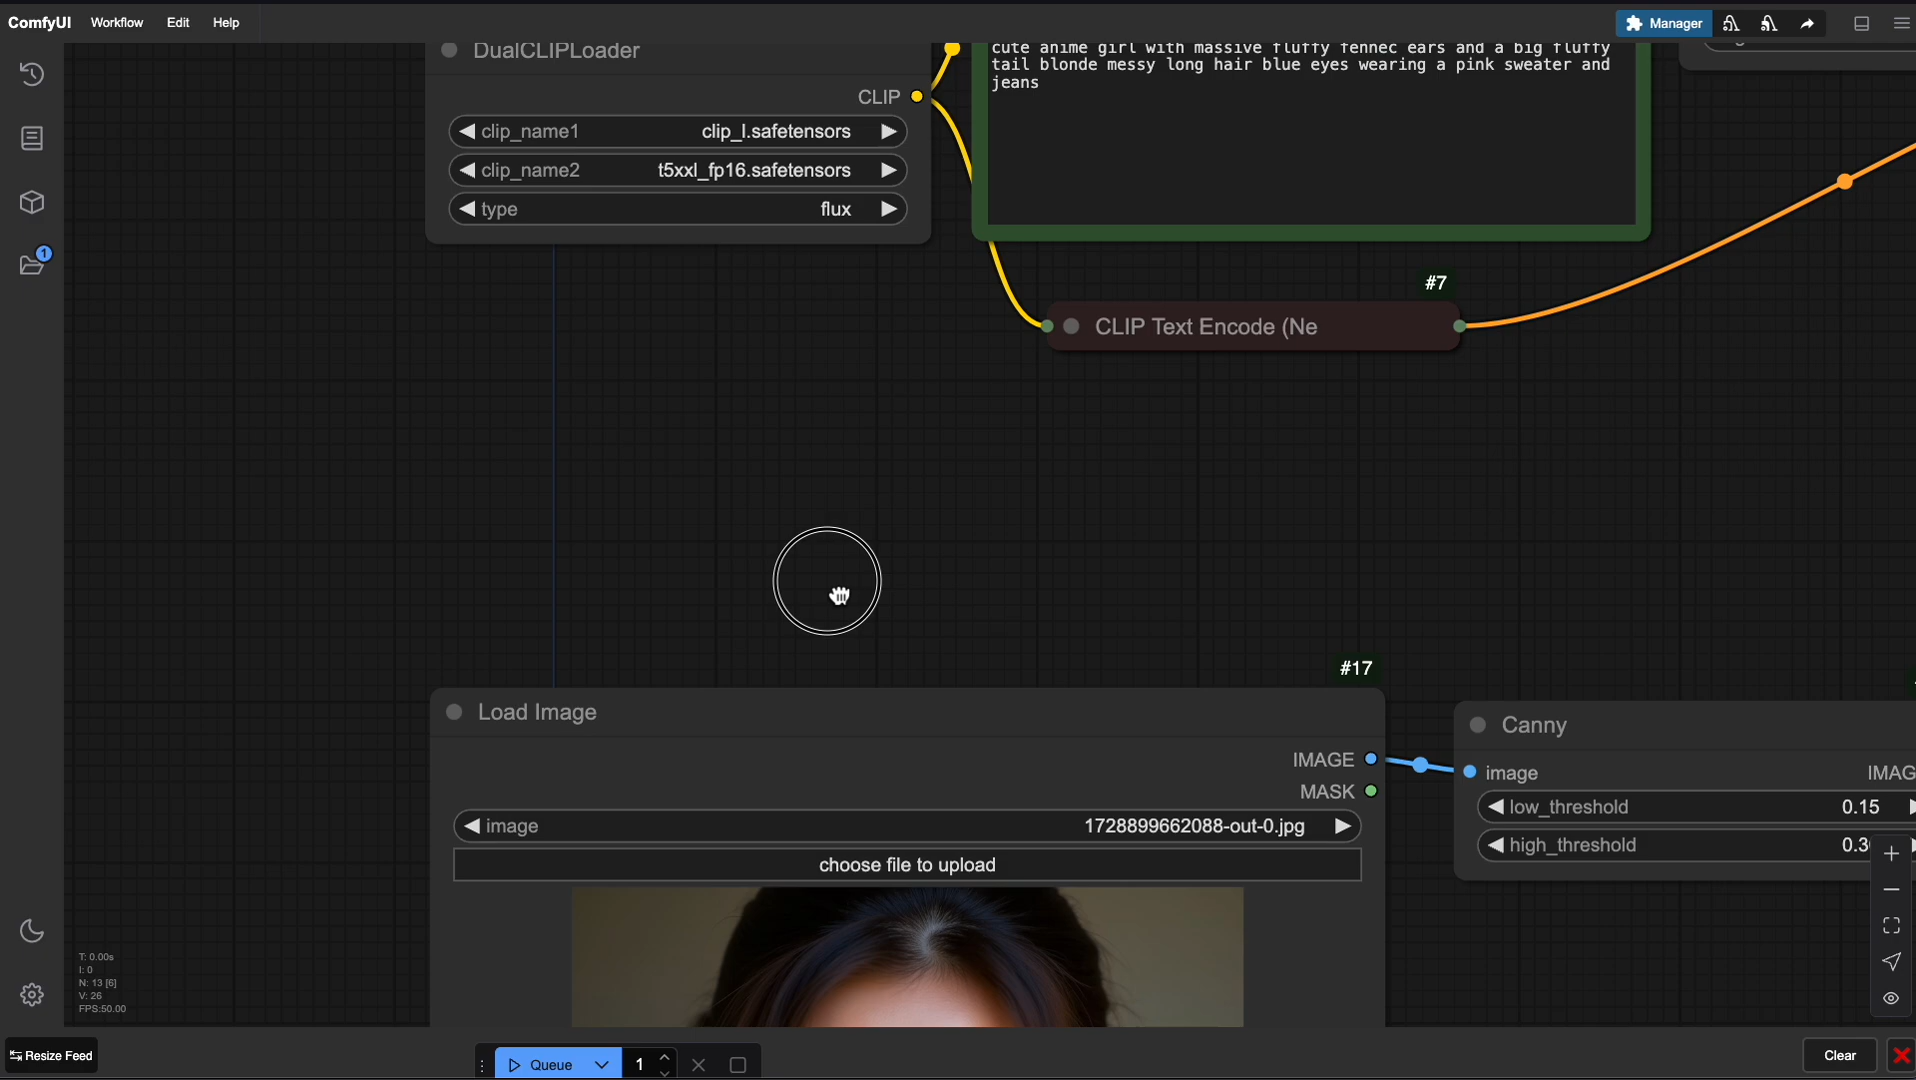 ComfyUI Workflow Edit Help
Manager
DualCLIPLoader
cute anime girl with massive fluffy fennec ears and a big fluffy
tail blonde messy long hair blue eyes wearing a pink sweater and
jeans
CLIP
clip_name1 clip_l.safetensors
clip_name2 t5xxl_fp16.safetensors
type flux
1
#7
CLIP Text Encode (Ne
#17
Load Image
IMAGE
MASK
image 1728899662088-out-0.jpg
choose file to upload
Canny
image IMAG
low_threshold 0.15
high_threshold 0.3
T: 0.00s
I: 0
N: 13 [6]
V: 26
FPS:50.00
Resize Feed
Queue 1
Clear